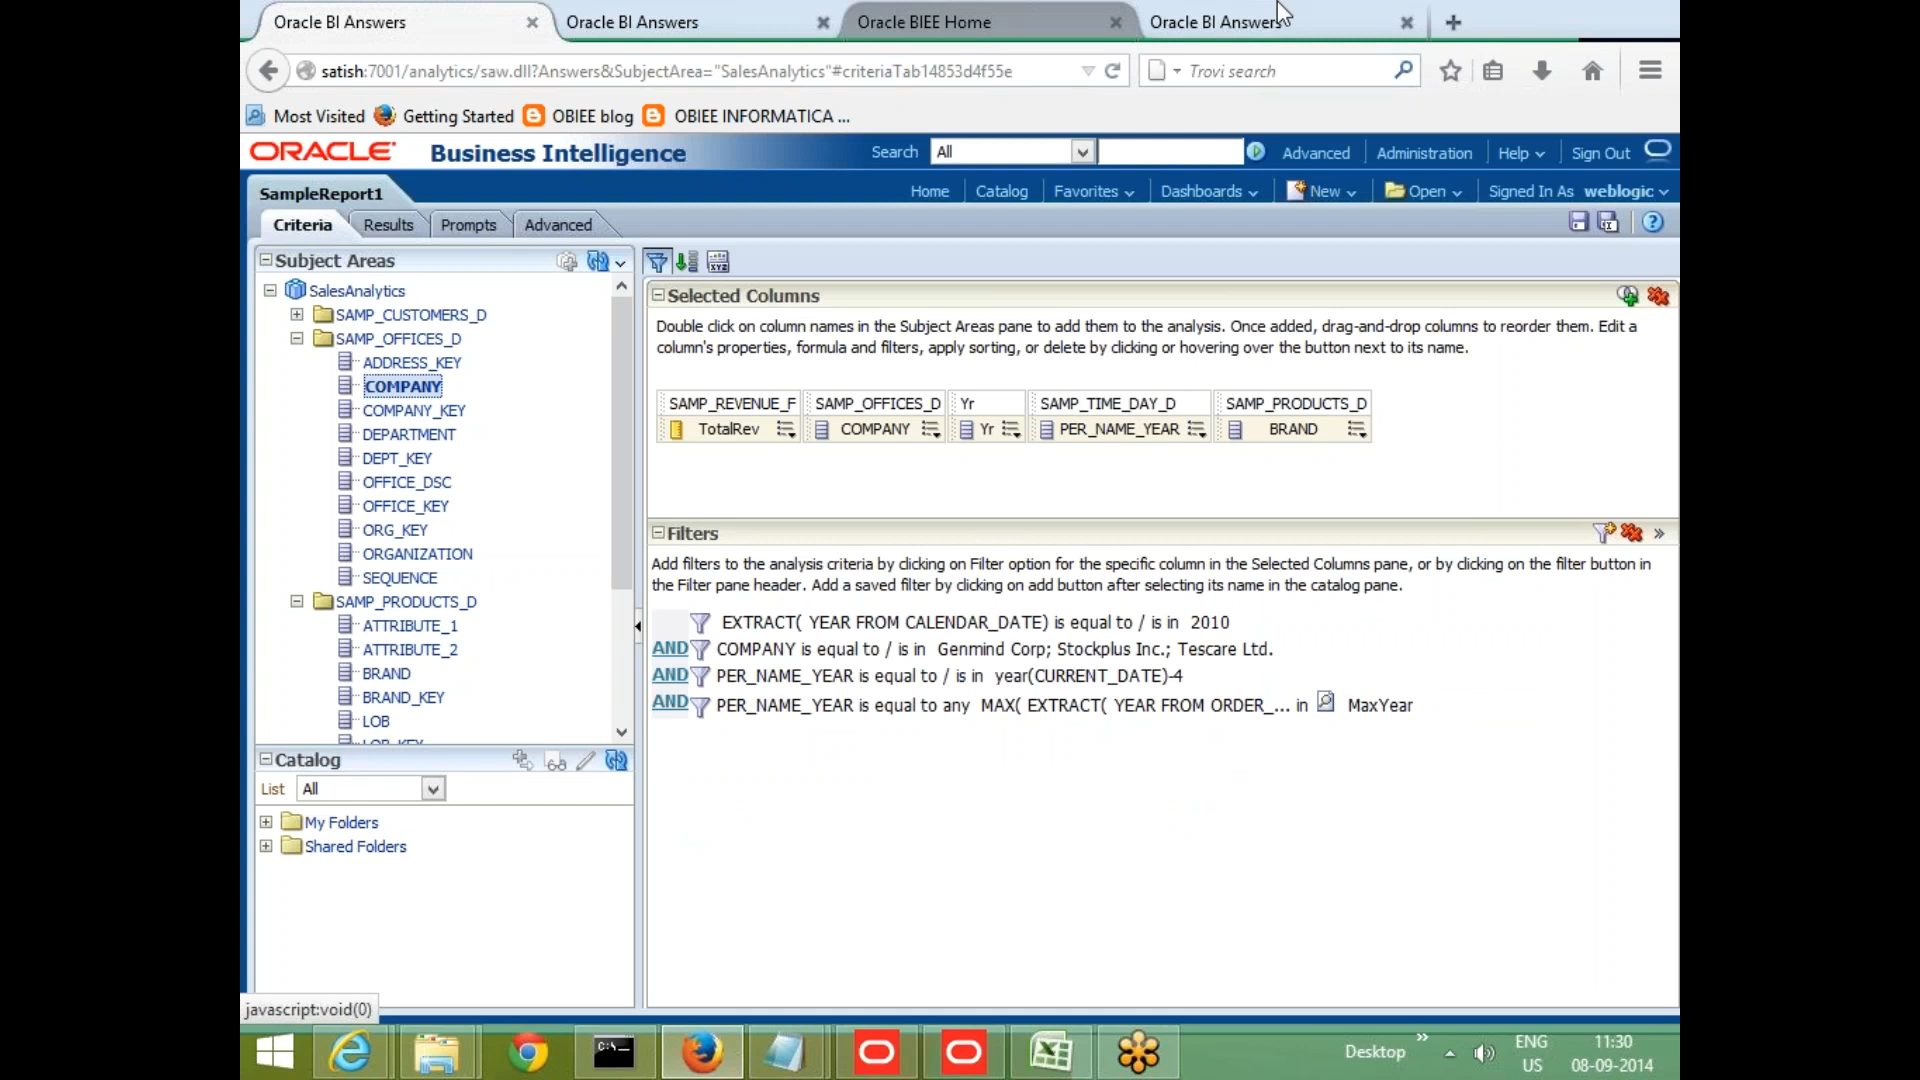 Oracle BI Answers
Oracle BI Answers
Oracle BIEE Home
Oracle BI Answers
satish:7001/analytics/saw.dll?Answers&SubjectArea="SalesAnalytics"#criteriaTab14853d4f55e
Trovi search
Most Visited
Getting Started
OBIEE blog
OBIEE INFORMATICA ...
ORACLE Business Intelligence
Search
All
Advanced
Administration
Help
Sign Out
SampleReport1
Home
Catalog
Favorites
Dashboards
New
Open
Signed In As weblogic
Criteria
Results
Prompts
Advanced
Subject Areas
SalesAnalytics
SAMP_CUSTOMERS_D
SAMP_OFFICES_D
ADDRESS_KEY
COMPANY
COMPANY_KEY
DEPARTMENT
DEPT_KEY
OFFICE_DSC
OFFICE_KEY
ORG_KEY
ORGANIZATION
SEQUENCE
SAMP_PRODUCTS_D
ATTRIBUTE_1
ATTRIBUTE_2
BRAND
BRAND_KEY
LOB
LOB_KEY
Catalog
List All
My Folders
Shared Folders
javascript:void(0)
Selected Columns
Double click on column names in the Subject Areas pane to add them to the analysis. Once added, drag-and-drop columns to reorder them. Edit a
column's properties, formula and filters, apply sorting, or delete by clicking or hovering over the button next to its name.
SAMP_REVENUE_F
SAMP_OFFICES_D
Yr
SAMP_TIME_DAY_D
SAMP_PRODUCTS_D
TotalRev
COMPANY
Yr
PER_NAME_YEAR
BRAND
Filters
Add filters to the analysis criteria by clicking on Filter option for the specific column in the Selected Columns pane, or by clicking on the filter button in
the Filter pane header. Add a saved filter by clicking on add button after selecting its name in the catalog pane.
EXTRACT( YEAR FROM CALENDAR_DATE) is equal to / is in 2010
AND COMPANY is equal to / is in Genmind Corp; Stockplus Inc.; Tescare Ltd.
AND PER_NAME_YEAR is equal to / is in year(CURRENT_DATE)-4
AND PER_NAME_YEAR is equal to any MAX( EXTRACT( YEAR FROM ORDER_... in MaxYear
Desktop
ENG
US
11:30
08-09-2014